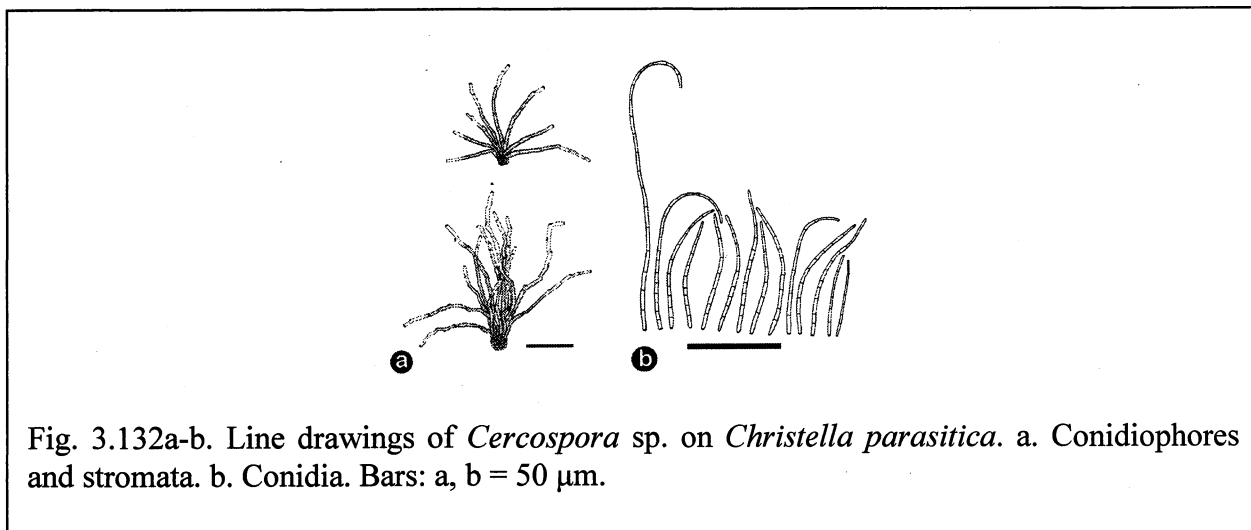 a b
Fig. 3.132a-b. Line drawings of Cercospora sp. on Christella parasitica. a. Conidiophores
and stromata. b. Conidia. Bars: a, b = 50 μm.